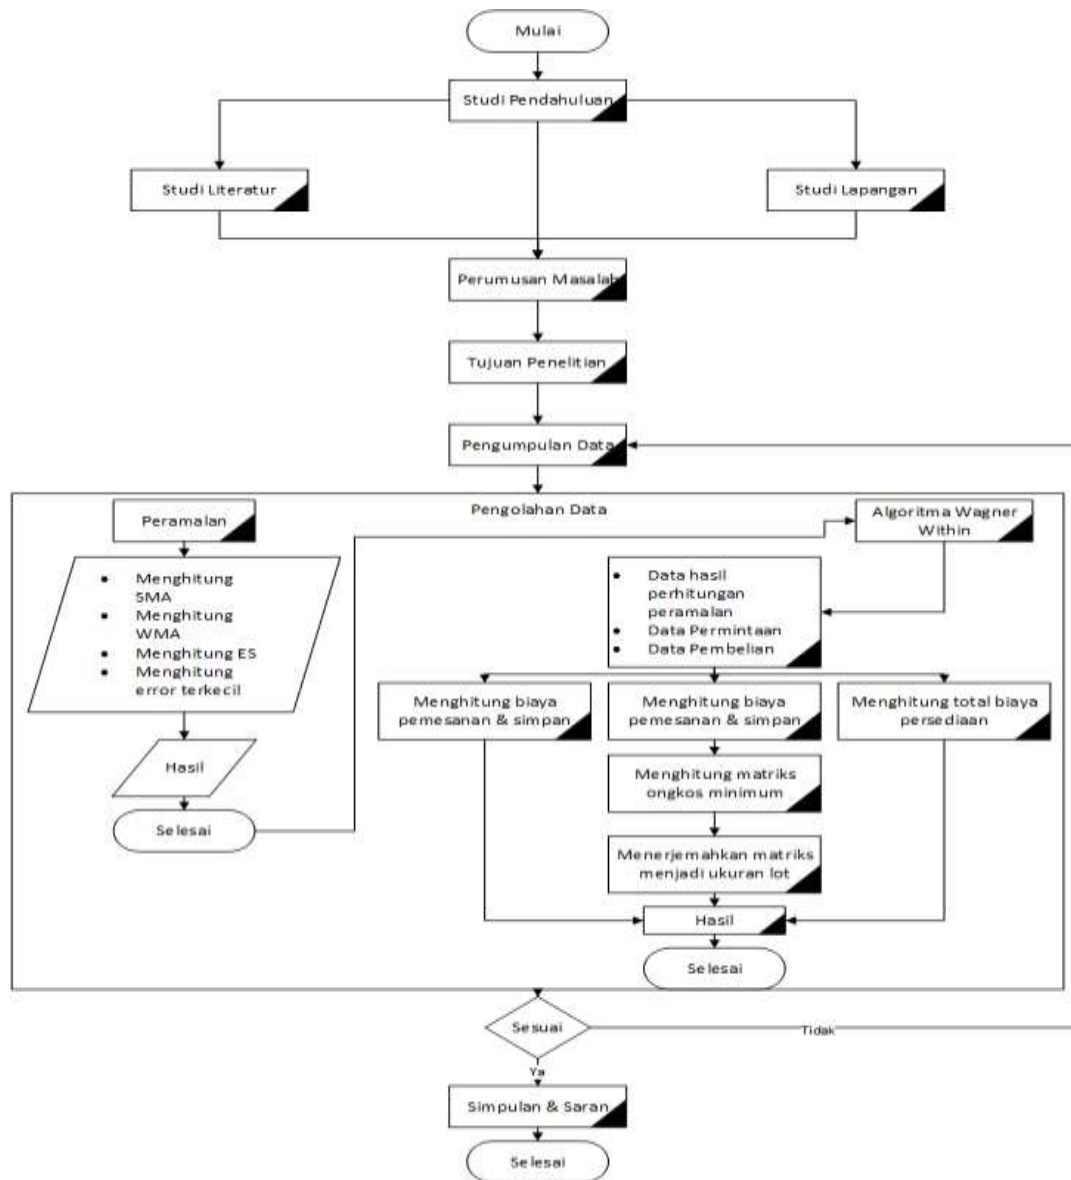 Mulai
Studi Pendahuluan
Studi Literatur
Studi Lapangan
Perumusan Masalah
Tujuan Penelitian
Pengumpulan Data
Pengolahan Data
Peramalan
• Menghitung
SMA
• Menghitung
WMA
• Menghitung ES
• Menghitung
error terkecil
Hasil
Selesai
Algoritma Wagner
Within
• Data hasil
perhitungan
peramalan
• Data Permintaan
• Data Pembelian
Menghitung biaya
pemesanan & simpan
Menghitung biaya
pemesanan & simpan
Menghitung total biaya
persediaan
Menghitung matriks
ongkos minimum
Menerjemahkan matriks
menjadi ukuran lot
Hasil
Selesai
Sesuai
Tidak
Ya
Simpulan & Saran
Selesai